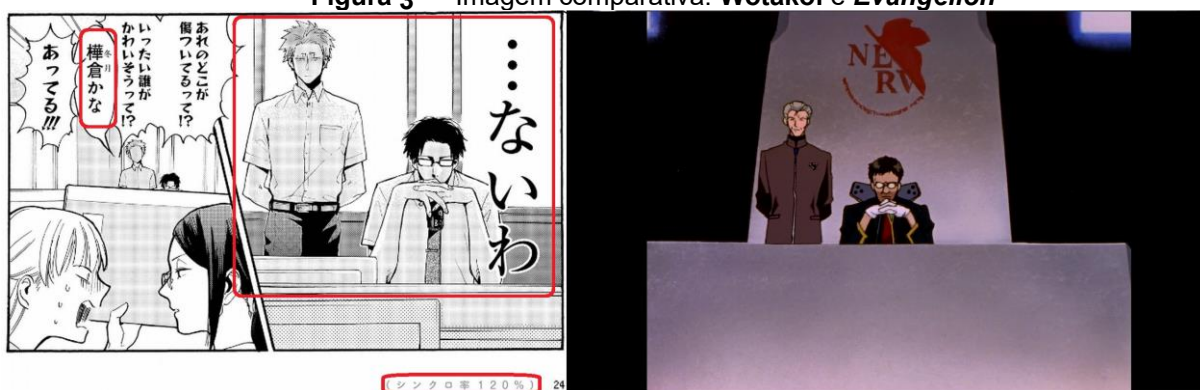 Figura 3 – Imagem comparativa: Wotakoi e Evangelion
…ないわ
あれのどこが
傷ついてるって!?
いったい誰が
かわいそうって!?
冬月
樺倉かな
あってる!!!
(シンクロ率120%)
24
NE
RV